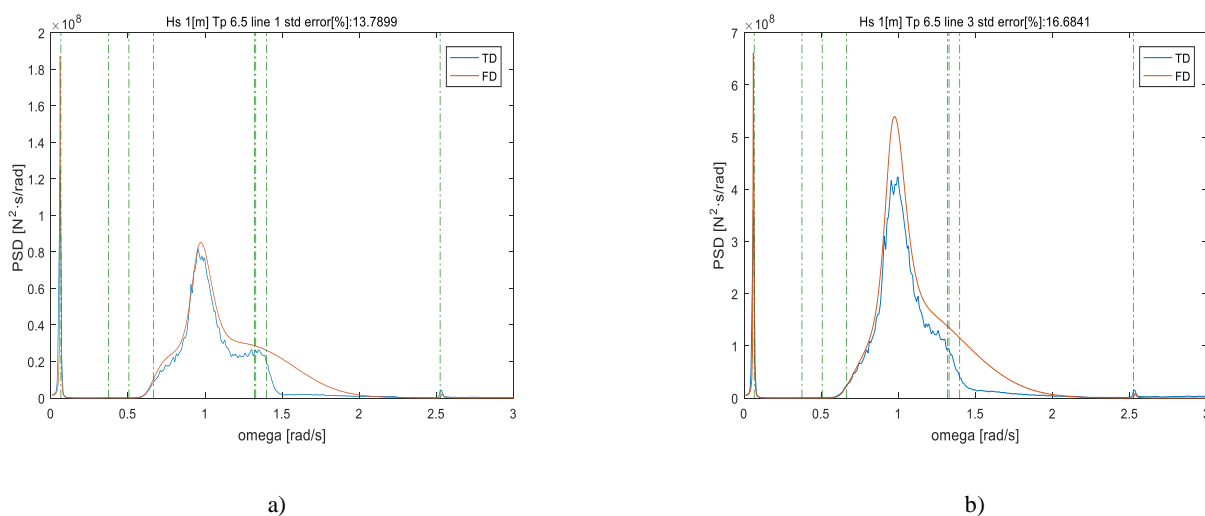 Hs 1[m] Tp 6.5 line 1 std error[%]:13.7899
×10^8
2
1.8
1.6
1.4
1.2
1
0.8
0.6
0.4
0.2
0
PSD [N^2·s/rad]
TD
FD
0 0.5 1 1.5 2 2.5 3
omega [rad/s]
a)
Hs 1[m] Tp 6.5 line 3 std error[%]:16.6841
×10^8
7
6
5
4
3
2
1
0
PSD [N^2·s/rad]
TD
FD
0 0.5 1 1.5 2 2.5 3
omega [rad/s]
b)